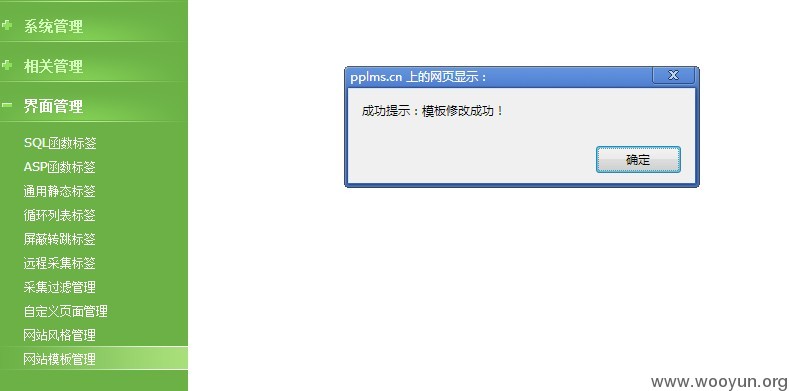 系统管理
相关管理
界面管理
SQL函数标签
ASP函数标签
通用静态标签
循环列表标签
屏蔽转跳标签
远程采集标签
采集过滤管理
自定义页面管理
网站风格管理
网站模板管理
pplms.cn 上的网页显示：
成功提示：模板修改成功！
确定
www.wooyun.org